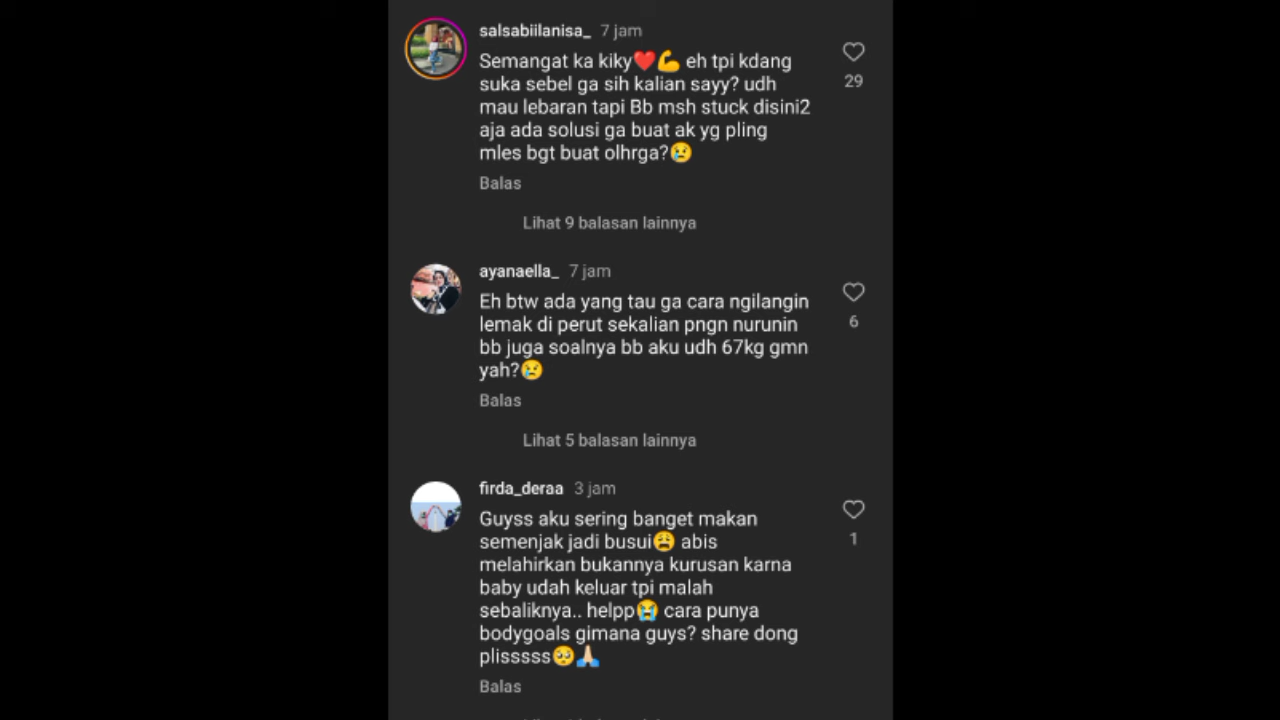 salsabiilanisa_ 7 jam
Semangat ka kiky❤️💪 eh tpi kdang
suka sebel ga sih kalian sayy? udh
mau lebaran tapi Bb msh stuck disini2
aja ada solusi ga buat ak yg pling
mles bgt buat olhrga?😢
29
Balas
Lihat 9 balasan lainnya
ayanaella_ 7 jam
Eh btw ada yang tau ga cara ngilangin
lemak di perut sekalian pngn nurunin
bb juga soalnya bb aku udh 67kg gmn
yah?😢
6
Balas
Lihat 5 balasan lainnya
firda_deraa 3 jam
Guyss aku sering banget makan
semenjak jadi busui😩 abis
melahirkan bukannya kurusan karna
baby udah keluar tpi malah
sebaliknya.. helpp😭 cara punya
bodygoals gimana guys? share dong
plisssss🥺🙏🏻
1
Balas